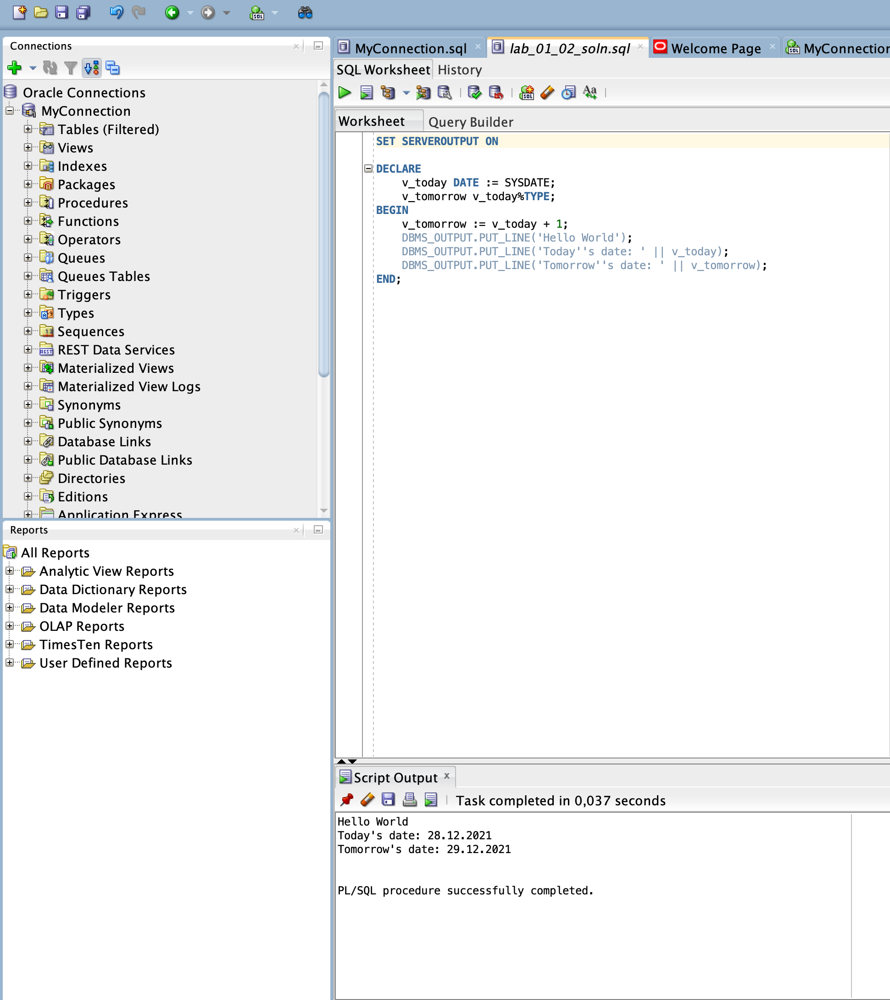 Connections
Oracle Connections
MyConnection
Tables (Filtered)
Views
Indexes
Packages
Procedures
Functions
Operators
Queues
Queues Tables
Triggers
Types
Sequences
REST Data Services
Materialized Views
Materialized View Logs
Synonyms
Public Synonyms
Database Links
Public Database Links
Directories
Editions
Application Express
Reports
All Reports
Analytic View Reports
Data Dictionary Reports
Data Modeler Reports
OLAP Reports
TimesTen Reports
User Defined Reports
MyConnection.sql lab_01_02_soln.sql Welcome Page MyConnection
SQL Worksheet History
Worksheet Query Builder
SET SERVEROUTPUT ON
DECLARE
v_today DATE := SYSDATE;
v_tomorrow v_today%TYPE;
BEGIN
v_tomorrow := v_today + 1;
DBMS_OUTPUT.PUT_LINE('Hello World');
DBMS_OUTPUT.PUT_LINE('Today''s date: ' || v_today);
DBMS_OUTPUT.PUT_LINE('Tomorrow''s date: ' || v_tomorrow);
END;
Script Output
Task completed in 0,037 seconds
Hello World
Today's date: 28.12.2021
Tomorrow's date: 29.12.2021
PL/SQL procedure successfully completed.